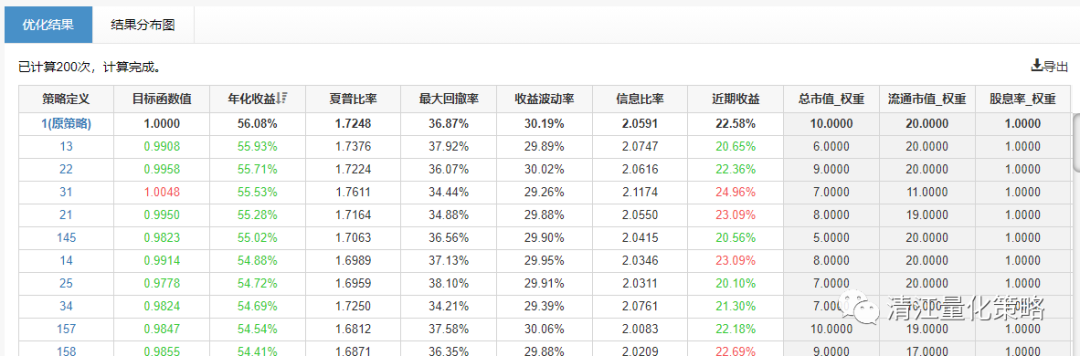 优化结果 结果分布图
已计算200次，计算完成。 导出
策略定义 目标函数值 年化收益 夏普比率 最大回撤率 收益波动率 信息比率 近期收益 总市值_权重 流通市值_权重 股息率_权重
1(原策略) 1.0000 56.08% 1.7248 36.87% 30.19% 2.0591 22.58% 10.0000 20.0000 1.0000
13 0.9908 55.93% 1.7376 37.92% 29.89% 2.0747 20.65% 6.0000 20.0000 1.0000
22 0.9958 55.71% 1.7224 36.07% 30.02% 2.0616 22.36% 9.0000 20.0000 1.0000
31 1.0048 55.53% 1.7611 34.44% 29.26% 2.1174 24.96% 7.0000 11.0000 1.0000
21 0.9950 55.28% 1.7164 34.88% 29.88% 2.0550 23.09% 8.0000 19.0000 1.0000
145 0.9823 55.02% 1.7063 36.56% 29.90% 2.0415 20.56% 5.0000 20.0000 1.0000
14 0.9914 54.88% 1.6989 37.13% 29.95% 2.0346 23.09% 8.0000 20.0000 1.0000
25 0.9778 54.72% 1.6959 38.10% 29.91% 2.0311 20.10% 7.0000 20.0000 1.0000
34 0.9824 54.69% 1.7250 34.21% 29.39% 2.0761 21.30%
157 0.9847 54.54% 1.6812 37.58% 30.06% 2.0083 22.18% 10.0000 19.0000 1.0000
158 0.9855 54.41% 1.6871 36.35% 29.88% 2.0209 22.69% 9.0000 17.0000 1.0000
清江量化策略